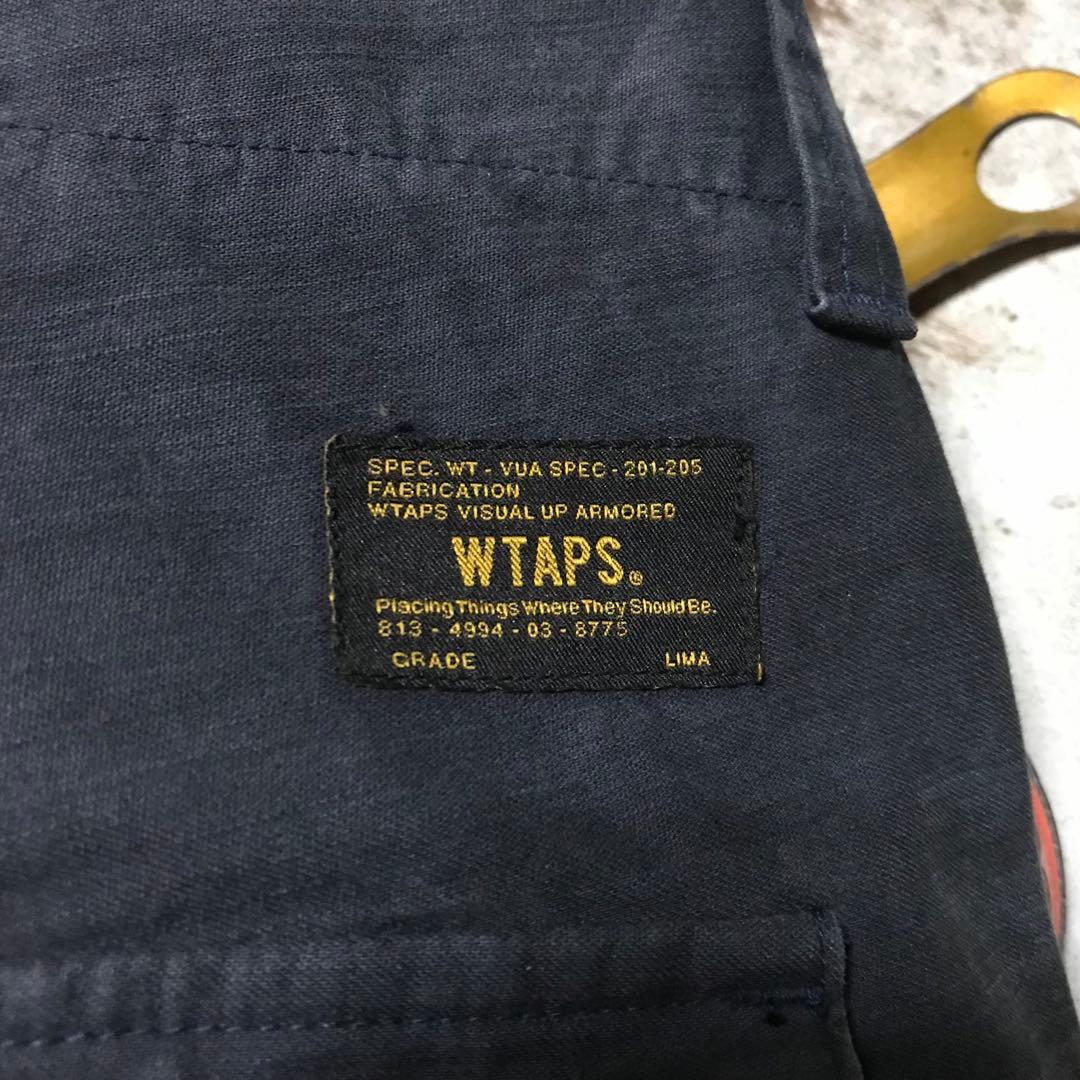 SPEC. WT - VUA SPEC - 201-205
FABRICATION
WTAPS VISUAL UP ARMORED
WTAPS®
Placing Things Where They Should Be.
813 - 4994 - 03 - 8775
GRADE LIMA